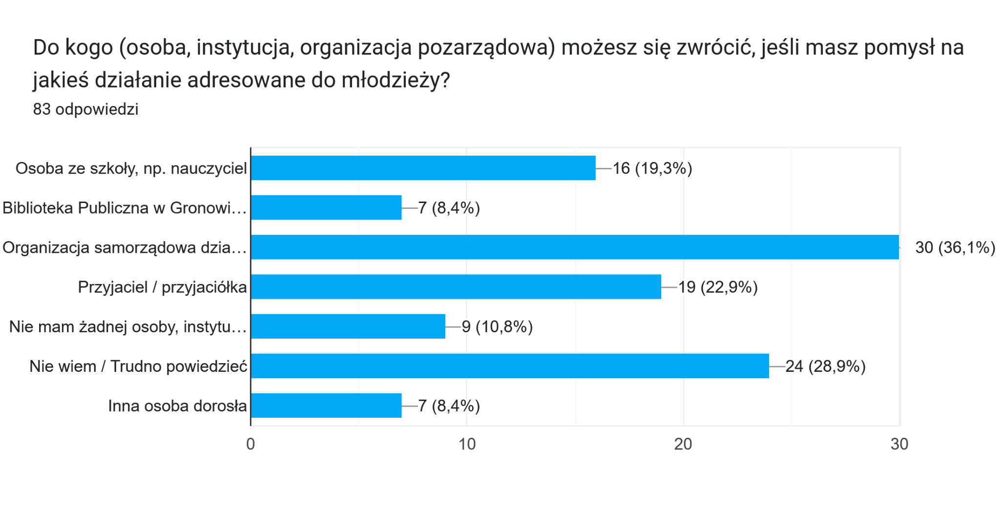 Do kogo (osoba, instytucja, organizacja pozarządowa) możesz się zwrócić, jeśli masz pomysł na
jakieś działanie adresowane do młodzieży?
83 odpowiedzi
Osoba ze szkoły, np. nauczyciel 16 (19,3%)
Biblioteka Publiczna w Gronowi… 7 (8,4%)
Organizacja samorządowa dzia… 30 (36,1%)
Przyjaciel / przyjaciółka 19 (22,9%)
Nie mam żadnej osoby, instytu… 9 (10,8%)
Nie wiem / Trudno powiedzieć 24 (28,9%)
Inna osoba dorosła 7 (8,4%)
0 10 20 30